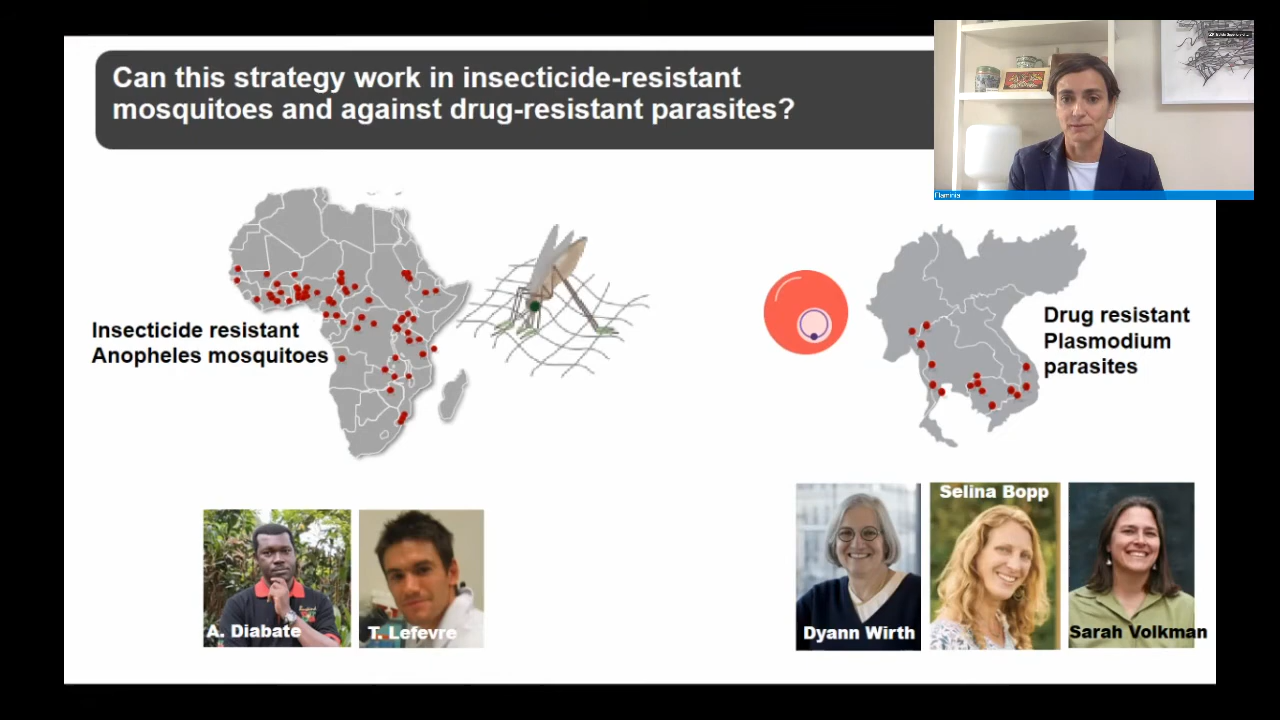 Can this strategy work in insecticide-resistant
mosquitoes and against drug-resistant parasites?
Flaminia
Insecticide resistant
Anopheles mosquitoes
Drug resistant
Plasmodium
parasites
A. Diabate
T. Lefevre
Dyann Wirth
Selina Bopp
Sarah Volkman